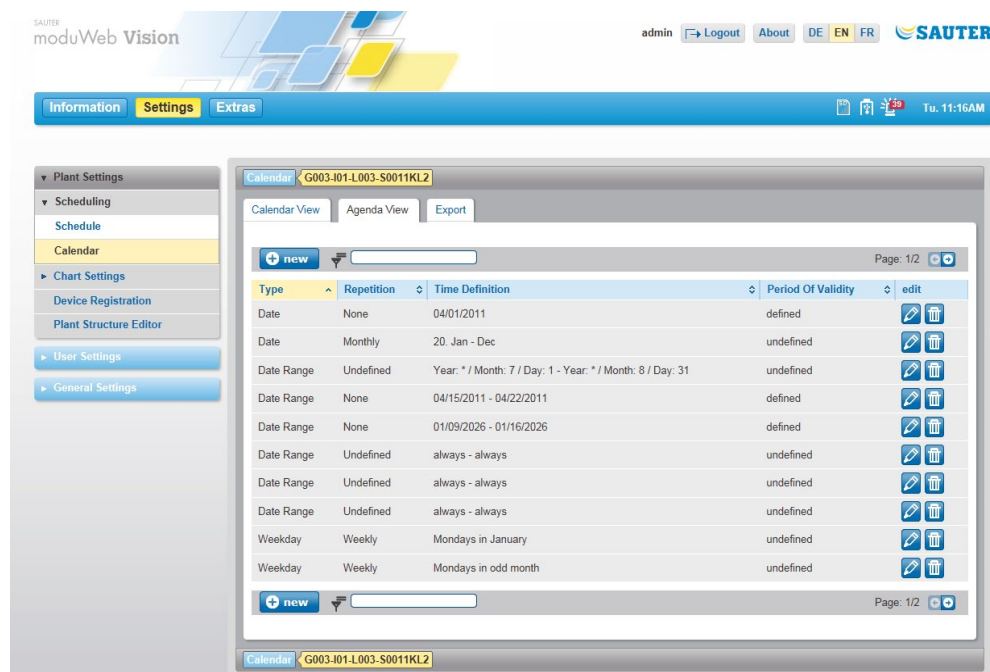 SAUTER
moduWeb Vision
admin Logout About DE EN FR SAUTER
Information Settings Extras 39 Tu. 11:16AM
Plant Settings
Scheduling
Schedule
Calendar
Chart Settings
Device Registration
Plant Structure Editor
User Settings
General Settings
Calendar G003-I01-L003-S0011KL2
Calendar View Agenda View Export
new Page: 1/2
Type Repetition Time Definition Period Of Validity edit
Date None 04/01/2011 defined
Date Monthly 20. Jan - Dec undefined
Date Range Undefined Year: * / Month: 7 / Day: 1 - Year: * / Month: 8 / Day: 31 undefined
Date Range None 04/15/2011 - 04/22/2011 defined
Date Range None 01/09/2026 - 01/16/2026 defined
Date Range Undefined always - always undefined
Date Range Undefined always - always undefined
Date Range Undefined always - always undefined
Weekday Weekly Mondays in January undefined
Weekday Weekly Mondays in odd month undefined
new Page: 1/2
Calendar G003-I01-L003-S0011KL2